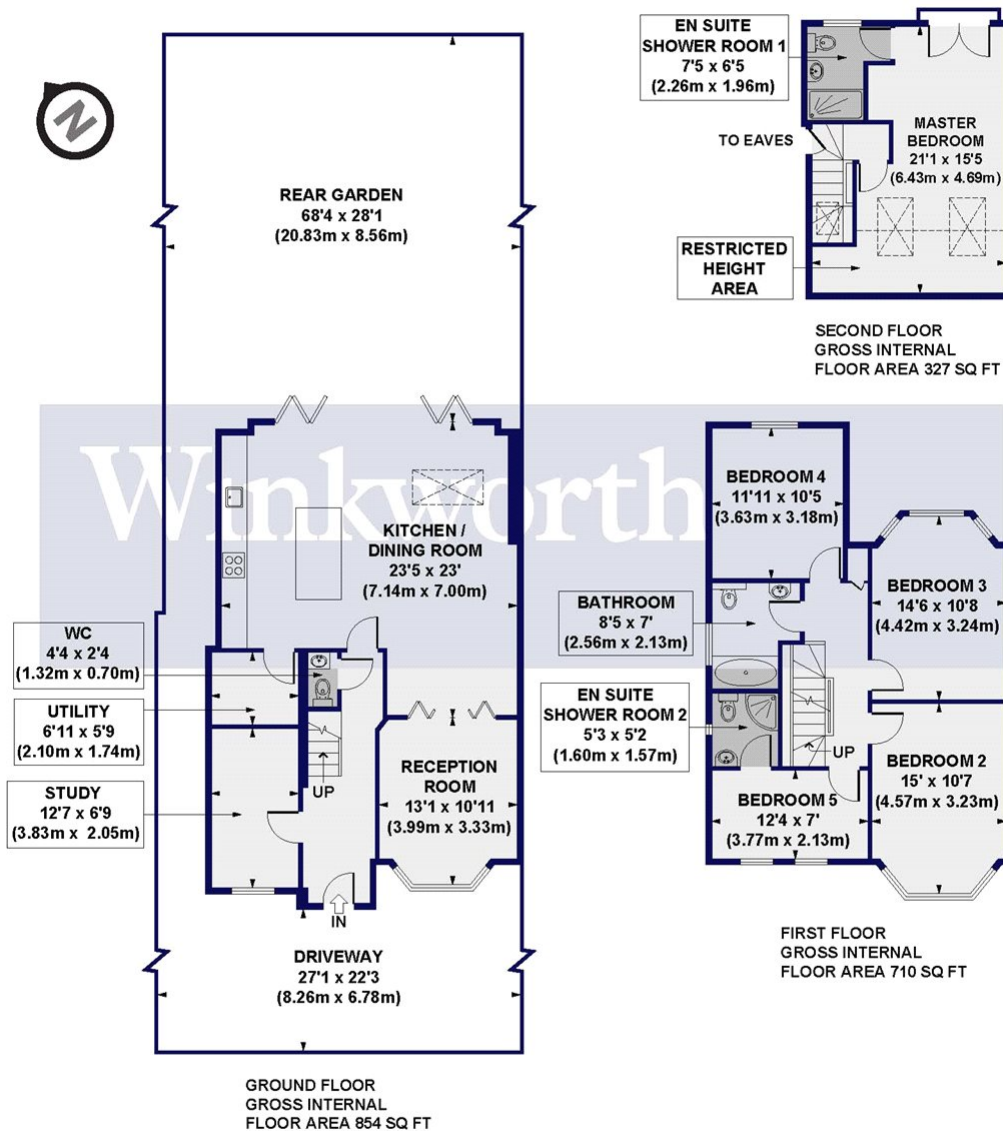 N
REAR GARDEN
68'4 x 28'1
(20.83m x 8.56m)
EN SUITE
SHOWER ROOM 1
7'5 x 6'5
(2.26m x 1.96m)
TO EAVES
MASTER
BEDROOM
21'1 x 15'5
(6.43m x 4.69m)
RESTRICTED
HEIGHT
AREA
SECOND FLOOR
GROSS INTERNAL
FLOOR AREA 327 SQ FT
Winkworth
KITCHEN /
DINING ROOM
23'5 x 23'
(7.14m x 7.00m)
WC
4'4 x 2'4
(1.32m x 0.70m)
UTILITY
6'11 x 5'9
(2.10m x 1.74m)
STUDY
12'7 x 6'9
(3.83m x 2.05m)
UP
RECEPTION
ROOM
13'1 x 10'11
(3.99m x 3.33m)
IN
DRIVEWAY
27'1 x 22'3
(8.26m x 6.78m)
GROUND FLOOR
GROSS INTERNAL
FLOOR AREA 854 SQ FT
BEDROOM 4
11'11 x 10'5
(3.63m x 3.18m)
BATHROOM
8'5 x 7'
(2.56m x 2.13m)
BEDROOM 3
14'6 x 10'8
(4.42m x 3.24m)
EN SUITE
SHOWER ROOM 2
5'3 x 5'2
(1.60m x 1.57m)
UP
BEDROOM 2
15' x 10'7
(4.57m x 3.23m)
BEDROOM 5
12'4 x 7'
(3.77m x 2.13m)
FIRST FLOOR
GROSS INTERNAL
FLOOR AREA 710 SQ FT